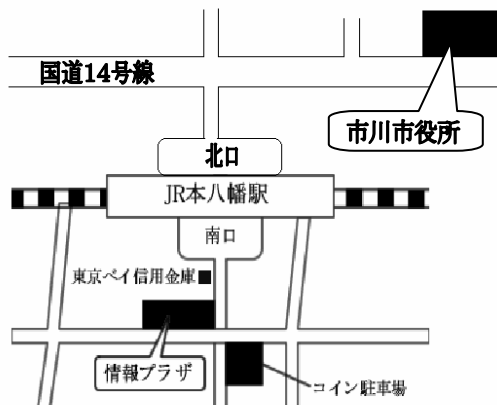 国道14号線
市川市役所
北口
JR本八幡駅
南口
東京ベイ信用金庫
情報プラザ
コイン駐車場